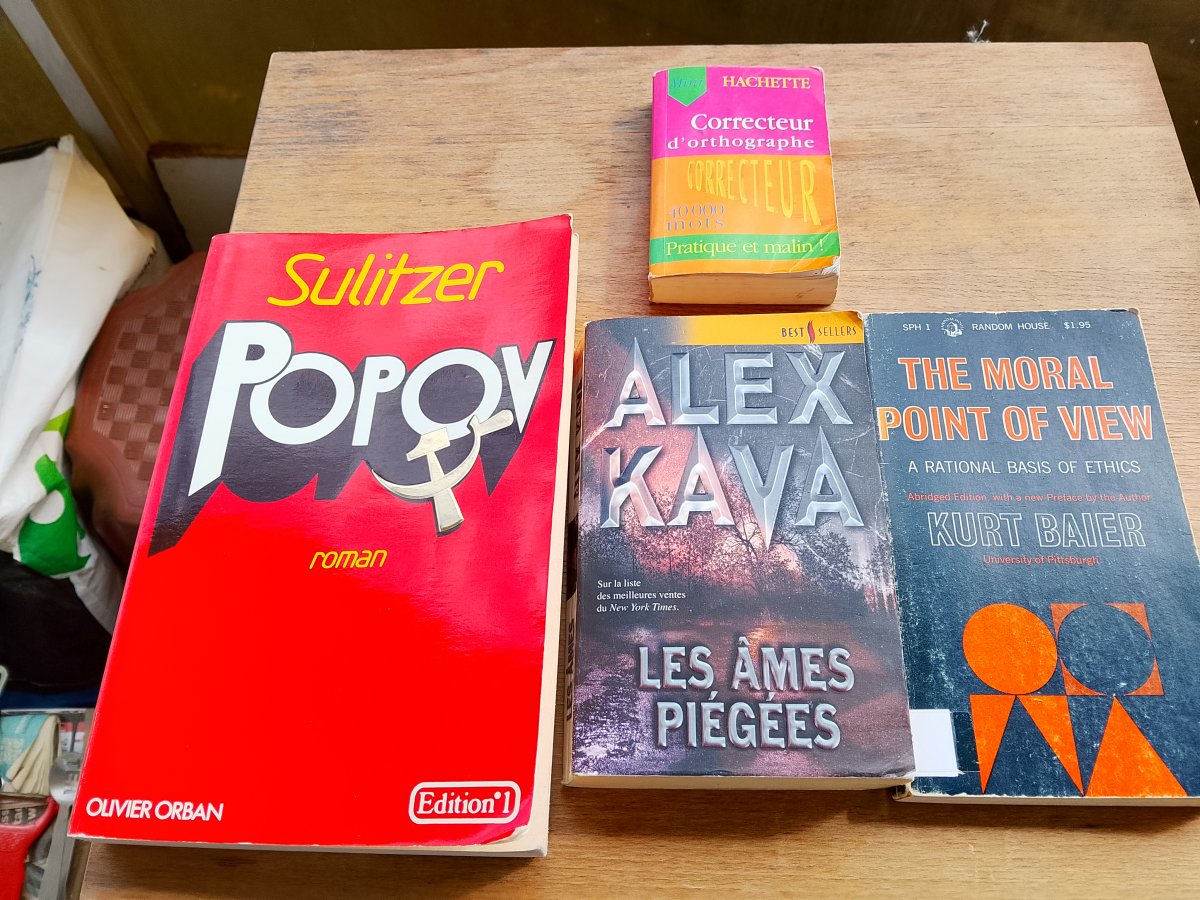 Sulitzer
POPOV
roman
OLIVIER ORBAN
Edition°1
Mini
HACHETTE
Correcteur
d'orthographe
CORRECTEUR
40 000
mots
Pratique et malin !
BEST SELLERS
ALEX
KAVA
Sur la liste
des meilleures ventes
du New York Times.
LES ÂMES
PIÉGÉES
SPH 1 RANDOM HOUSE $1.95
THE MORAL
POINT OF VIEW
A RATIONAL BASIS OF ETHICS
Abridged Edition, with a new Preface by the Author
KURT BAIER
University of Pittsburgh